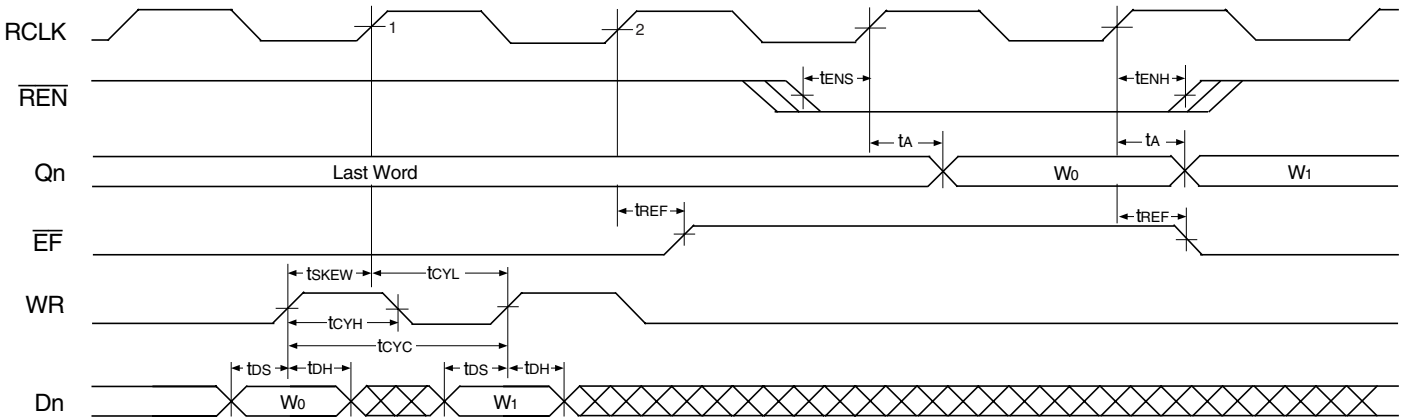 RCLK
1
2
REN
tENS
tENH
Qn
Last Word
tA
W0
tA
W1
EF
tREF
tREF
WR
tSKEW
tCYL
tCYH
tCYC
Dn
tDS
tDH
W0
tDS
tDH
W1